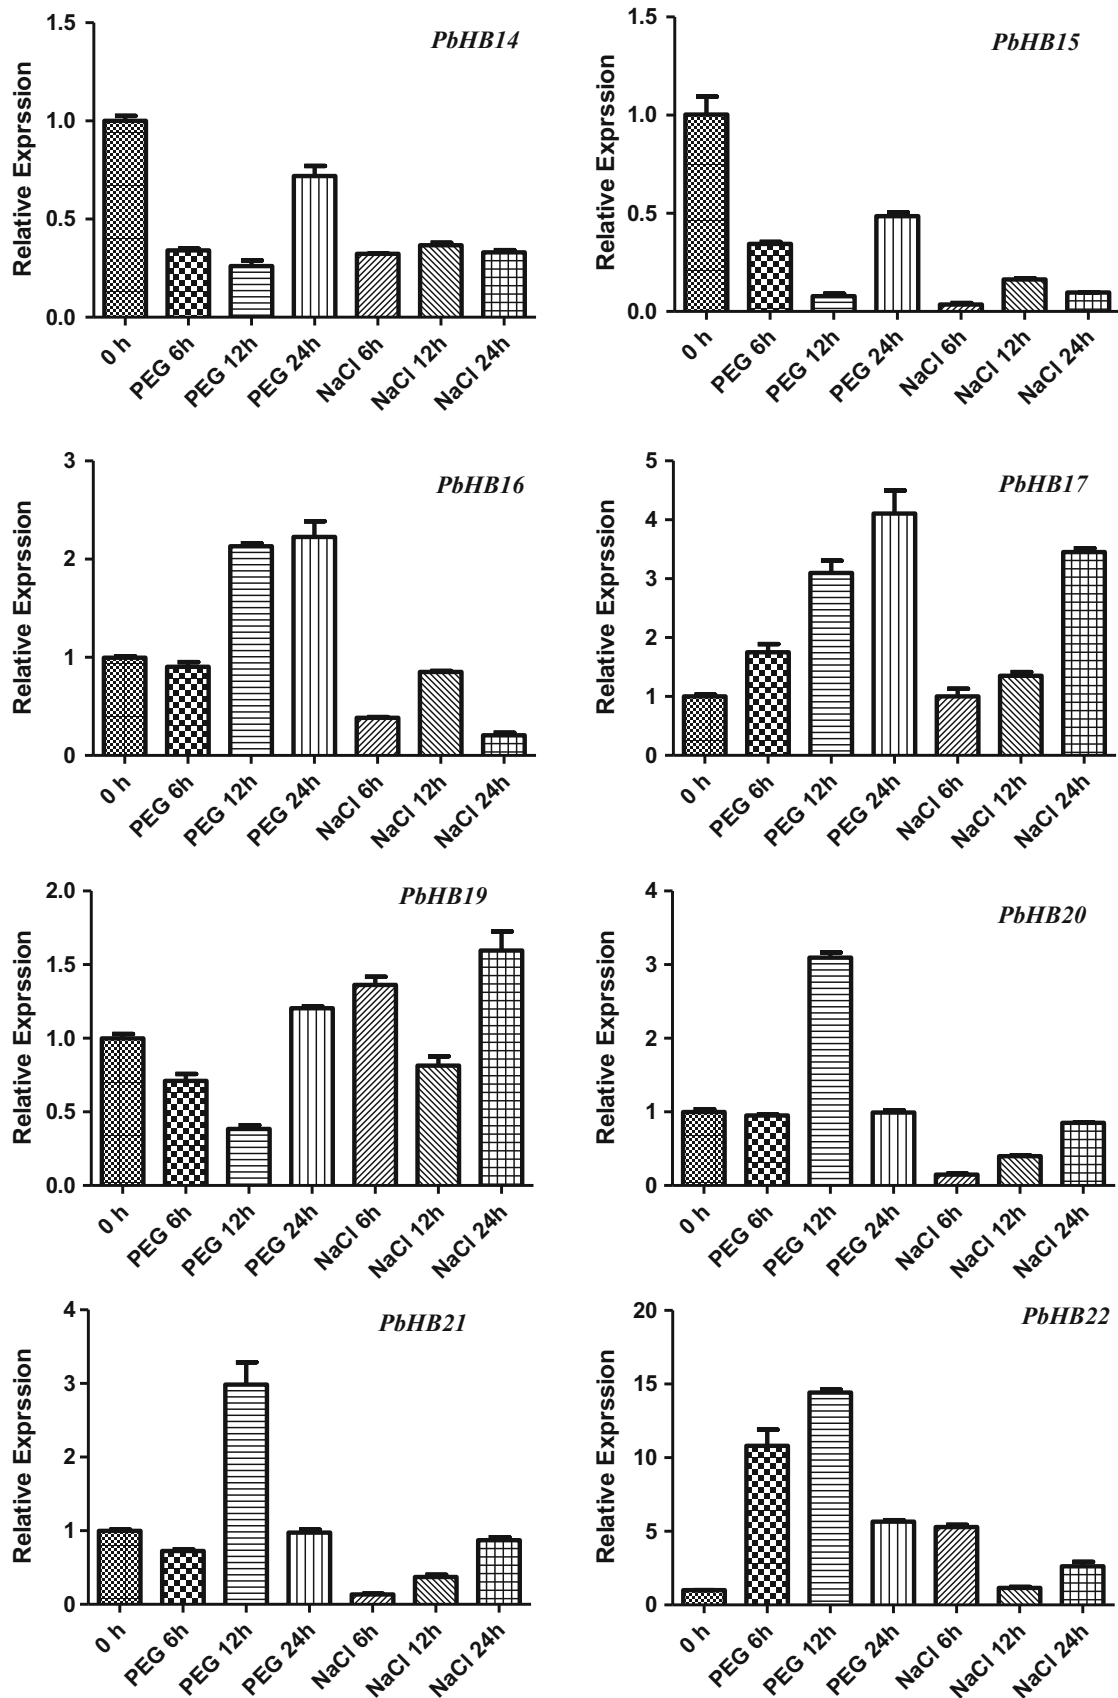 PbHB14
Relative Exprssion
1.5
1.0
0.5
0.0
0 h
PEG 6h
PEG 12h
PEG 24h
NaCl 6h
NaCl 12h
NaCl 24h
PbHB15
Relative Exprssion
1.5
1.0
0.5
0.0
0 h
PEG 6h
PEG 12h
PEG 24h
NaCl 6h
NaCl 12h
NaCl 24h
PbHB16
Relative Exprssion
3
2
1
0
0 h
PEG 6h
PEG 12h
PEG 24h
NaCl 6h
NaCl 12h
NaCl 24h
PbHB17
Relative Exprssion
5
4
3
2
1
0
0 h
PEG 6h
PEG 12h
PEG 24h
NaCl 6h
NaCl 12h
NaCl 24h
PbHB19
Relative Exprssion
2.0
1.5
1.0
0.5
0.0
0 h
PEG 6h
PEG 12h
PEG 24h
NaCl 6h
NaCl 12h
NaCl 24h
PbHB20
Relative Exprssion
4
3
2
1
0
0 h
PEG 6h
PEG 12h
PEG 24h
NaCl 6h
NaCl 12h
NaCl 24h
PbHB21
Relative Exprssion
4
3
2
1
0
0 h
PEG 6h
PEG 12h
PEG 24h
NaCl 6h
NaCl 12h
NaCl 24h
PbHB22
Relative Exprssion
20
15
10
5
0
0 h
PEG 6h
PEG 12h
PEG 24h
NaCl 6h
NaCl 12h
NaCl 24h